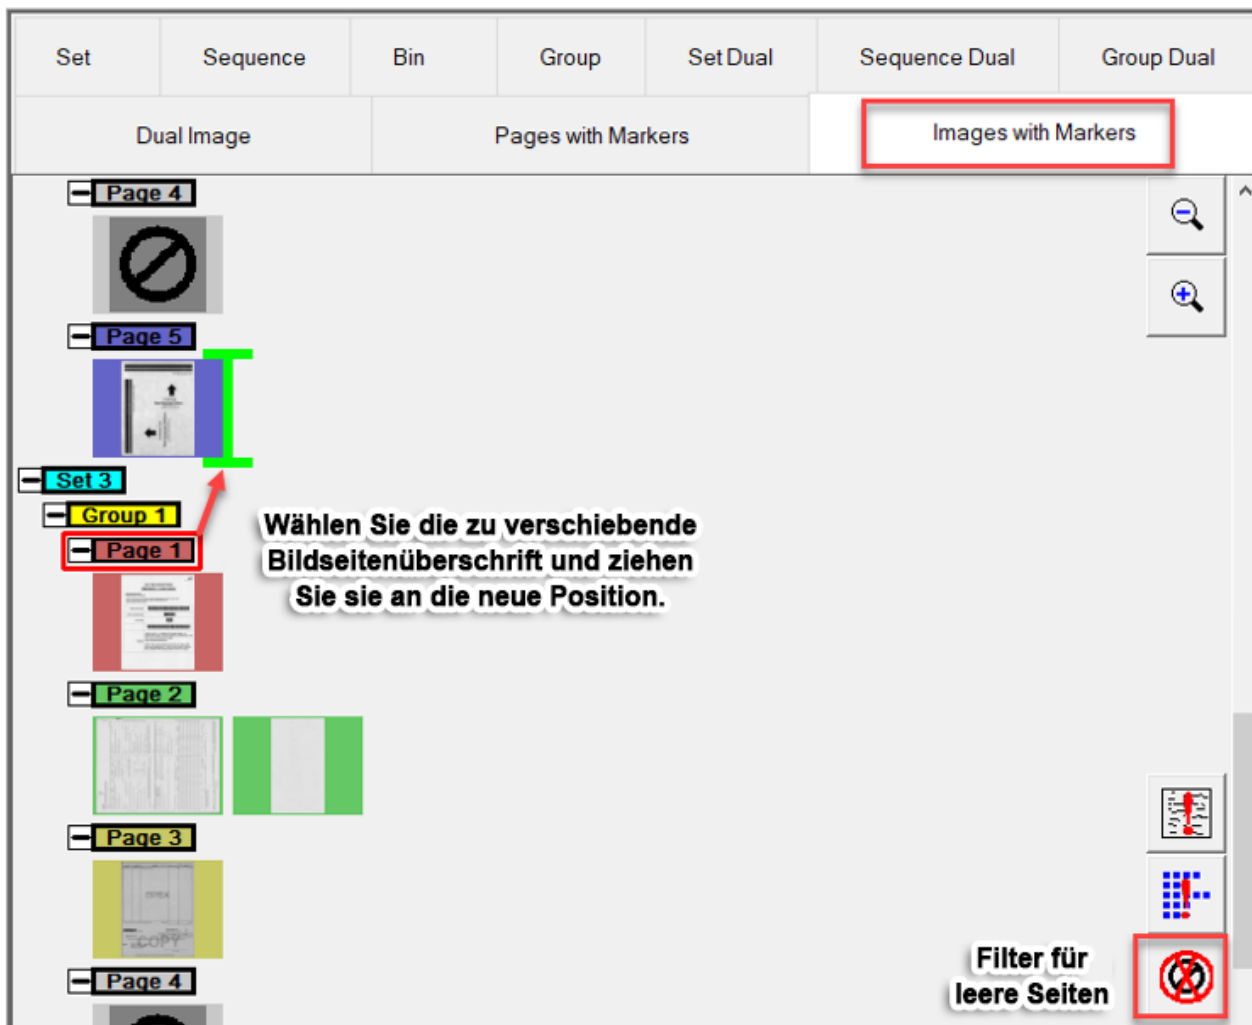 Set Sequence Bin Group Set Dual Sequence Dual Group Dual
Dual Image Pages with Markers Images with Markers
Page 4
Page 5
Set 3
Group 1
Page 1
Wählen Sie die zu verschiebende
Bildseitenüberschrift und ziehen
Sie sie an die neue Position.
Page 2
Page 3
COPY
Page 4
Filter für
leere Seiten